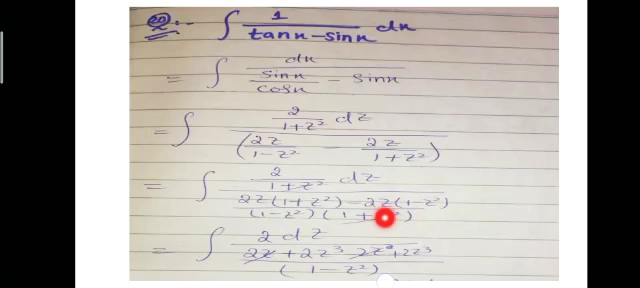 20 :- ∫ 1 / (tanx - sinx) dx
= ∫ dx / (sinx/cosx - sinx)
= ∫ (2/(1+z²) dz) / (2z/(1-z²) - 2z/(1+z²))
= ∫ (2/(1+z²) dz) / ((2z(1+z²) - 2z(1-z²)) / ((1-z²)(1+z²)))
= ∫ 2dz / ((2z + 2z³ - 2z + 2z³) / (1-z²))